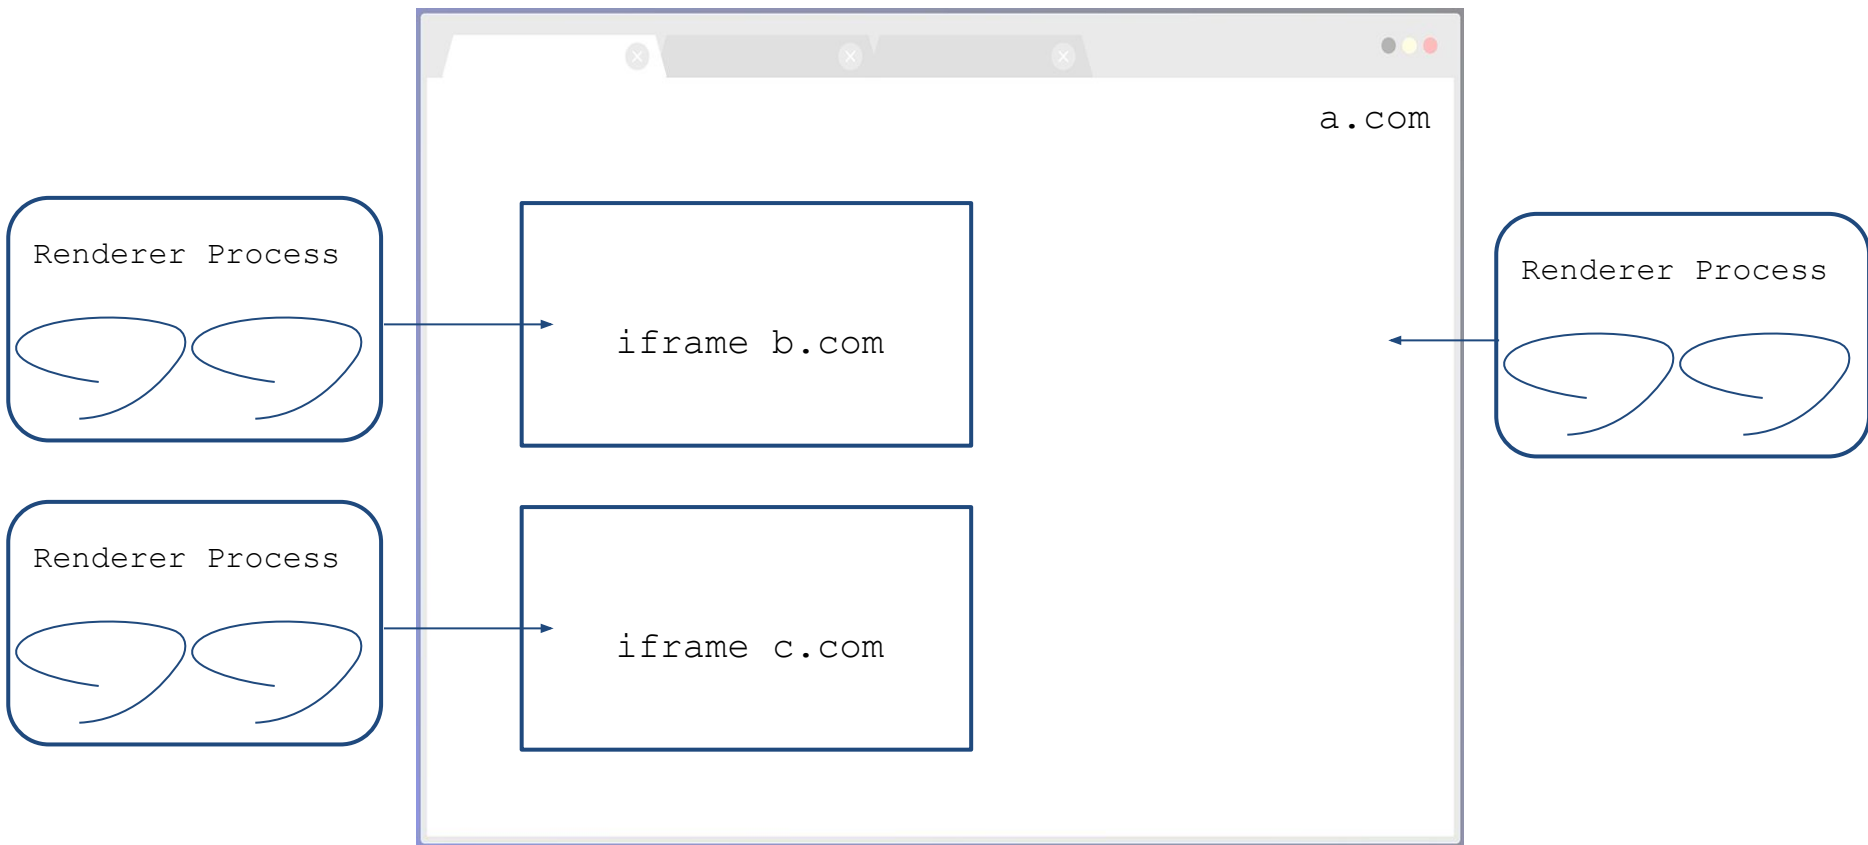 a.com
Renderer Process
iframe b.com
Renderer Process
Renderer Process
iframe c.com